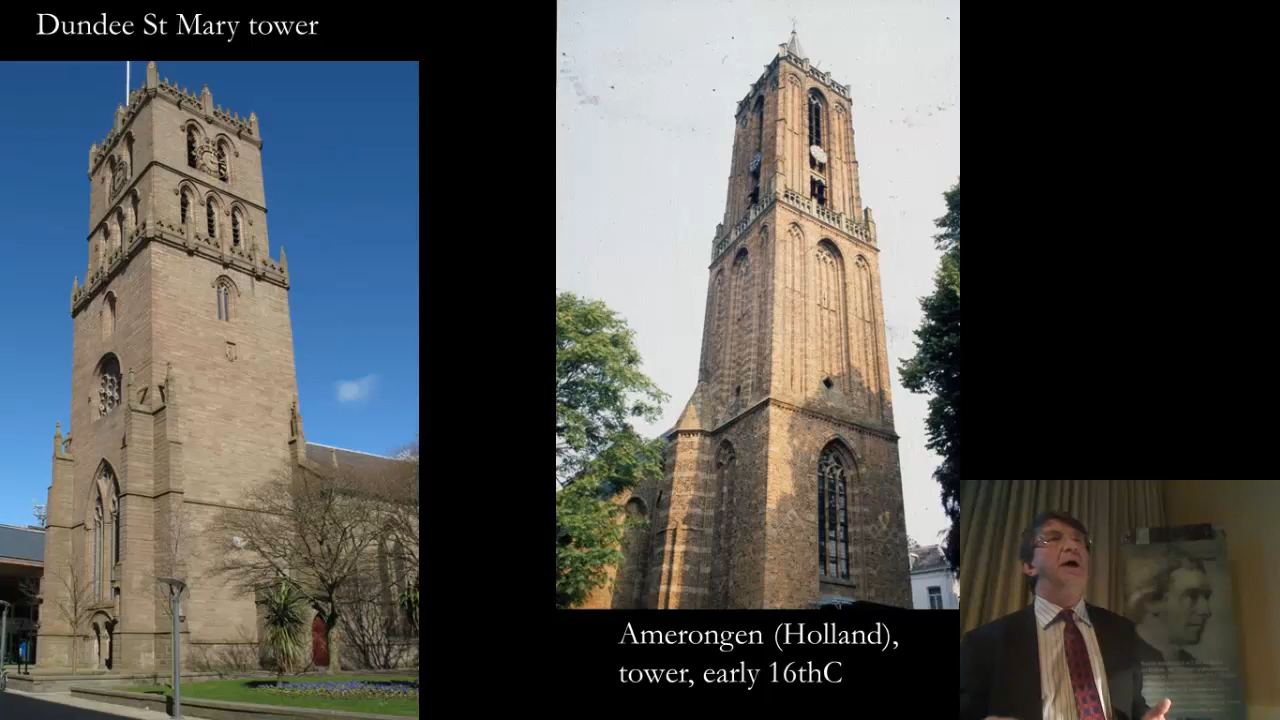 Dundee St Mary tower
Amerongen (Holland),
tower, early 16thC